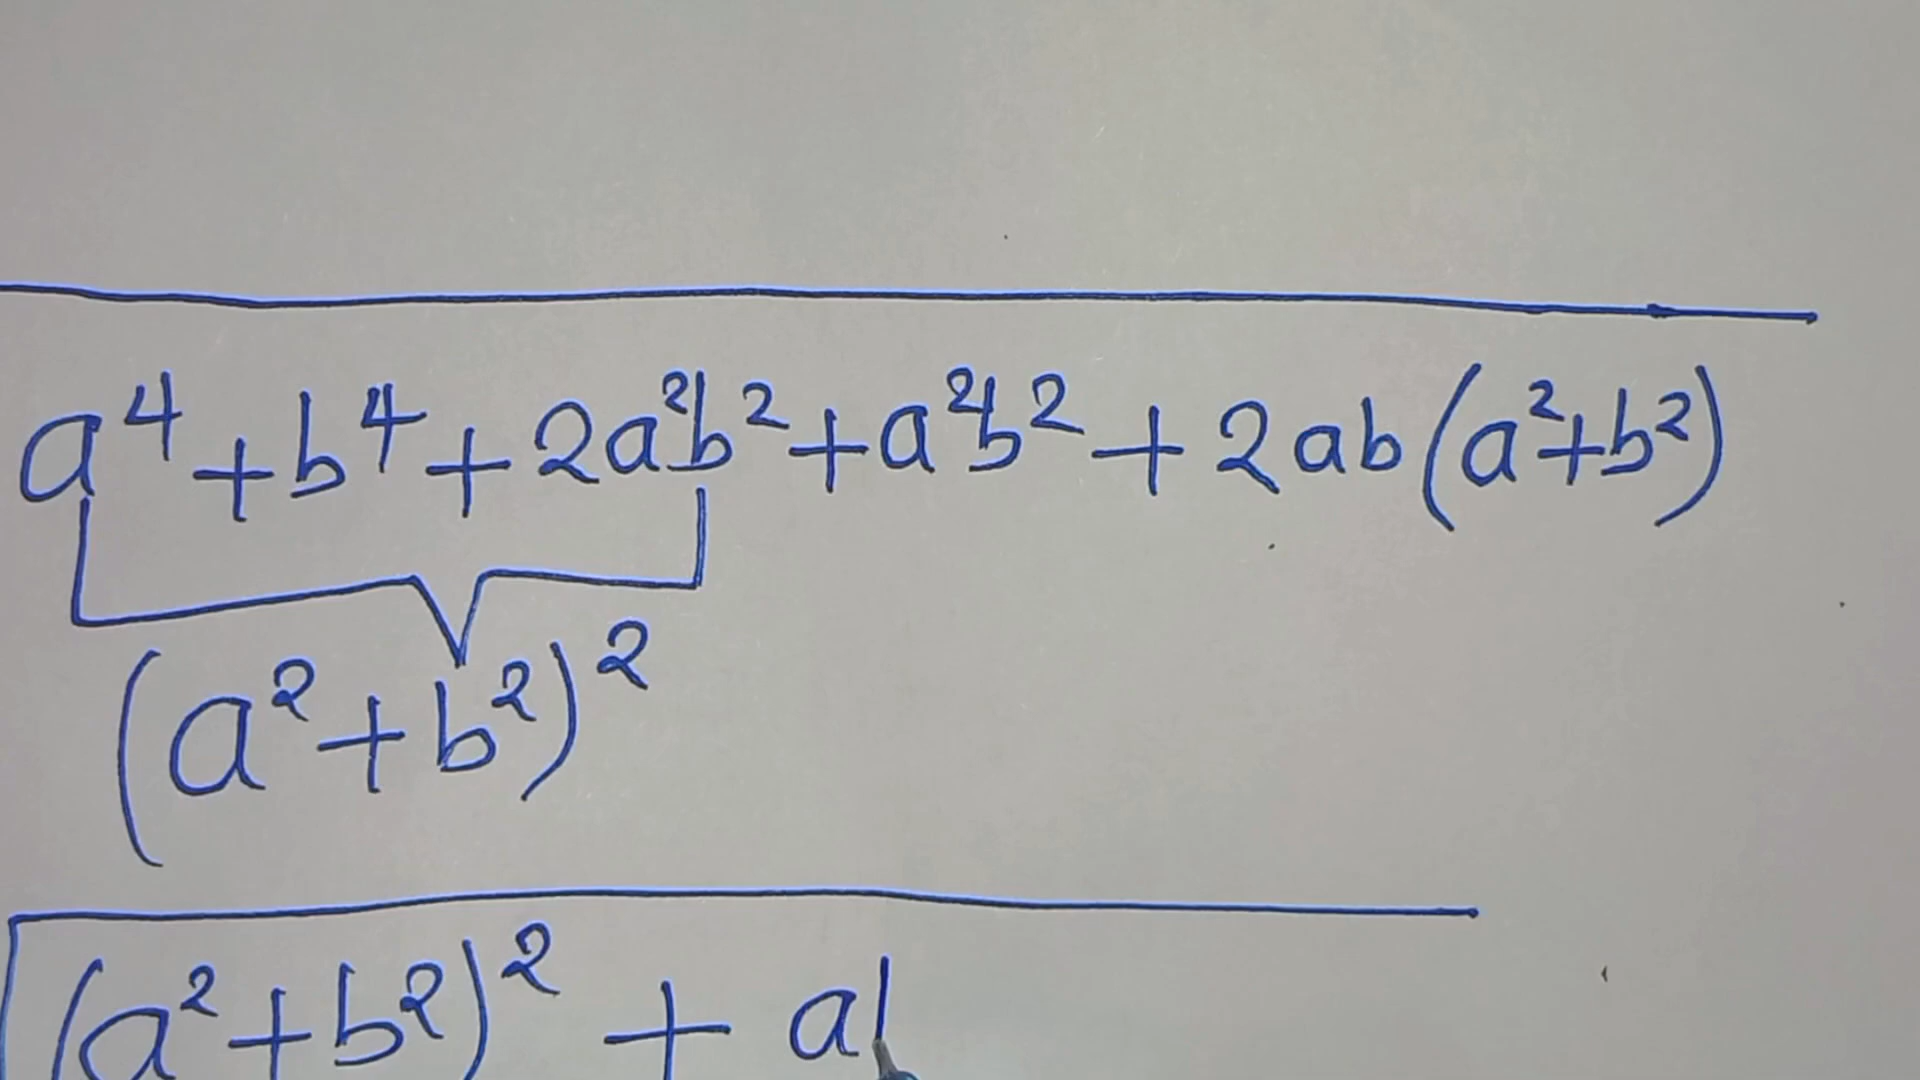 a⁴+b⁴+2a²b²+a²b²+2ab(a²+b²)
(a²+b²)²
(a²+b²)² + a